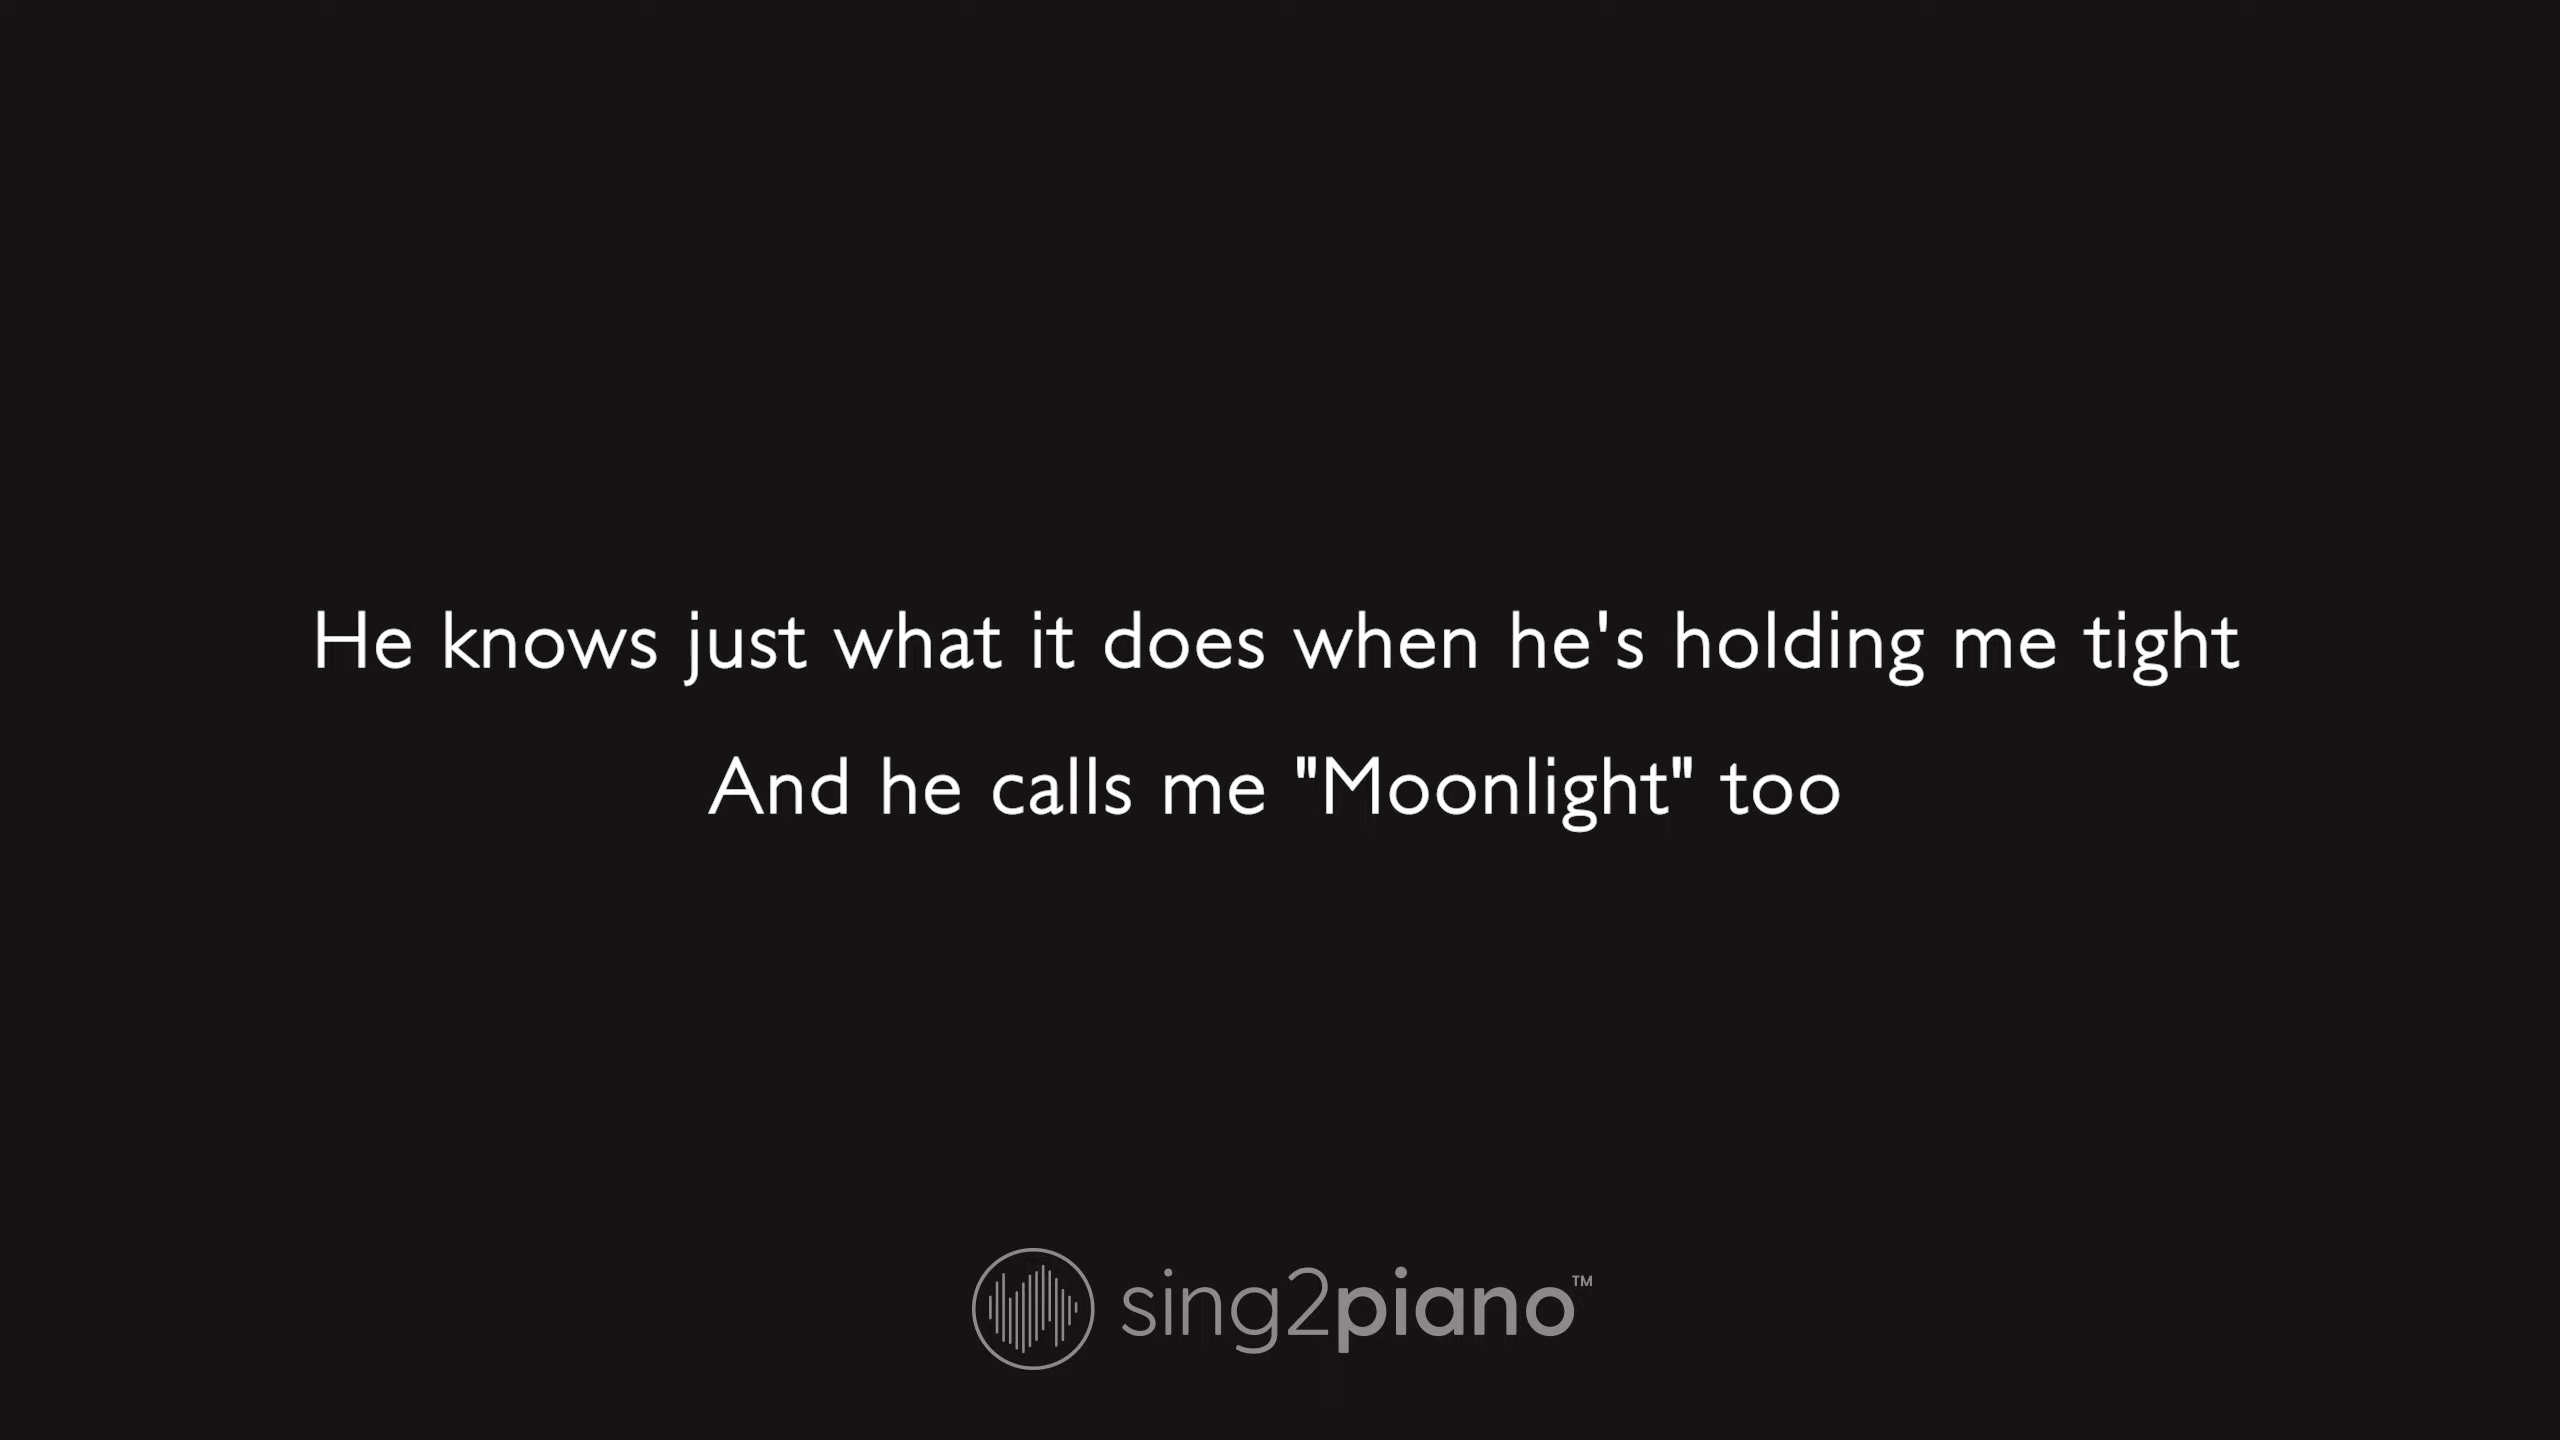 He knows just what it does when he's holding me tight
And he calls me "Moonlight" too
sing2piano™